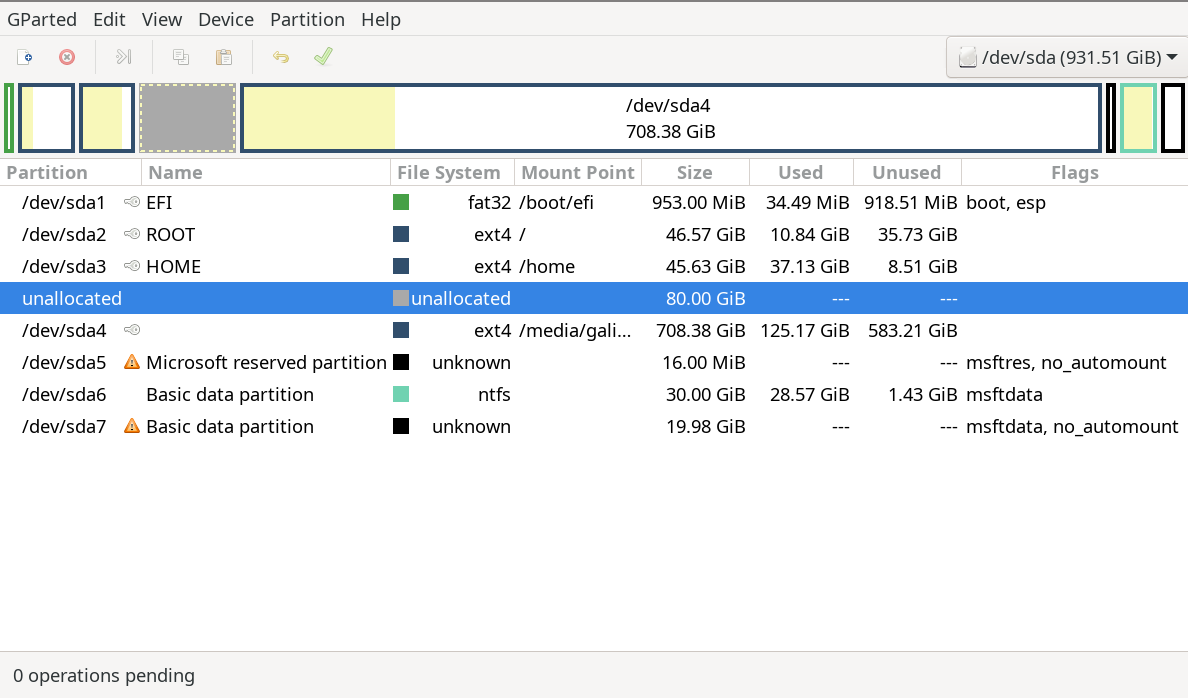 GParted Edit View Device Partition Help
/dev/sda (931.51 GiB)
/dev/sda4
708.38 GiB
Partition Name File System Mount Point Size Used Unused Flags
/dev/sda1 EFI fat32 /boot/efi 953.00 MiB 34.49 MiB 918.51 MiB boot, esp
/dev/sda2 ROOT ext4 / 46.57 GiB 10.84 GiB 35.73 GiB
/dev/sda3 HOME ext4 /home 45.63 GiB 37.13 GiB 8.51 GiB
unallocated unallocated 80.00 GiB --- ---
/dev/sda4 ext4 /media/gali... 708.38 GiB 125.17 GiB 583.21 GiB
/dev/sda5 Microsoft reserved partition unknown 16.00 MiB --- --- msftres, no_automount
/dev/sda6 Basic data partition ntfs 30.00 GiB 28.57 GiB 1.43 GiB msftdata
/dev/sda7 Basic data partition unknown 19.98 GiB --- --- msftdata, no_automount
0 operations pending